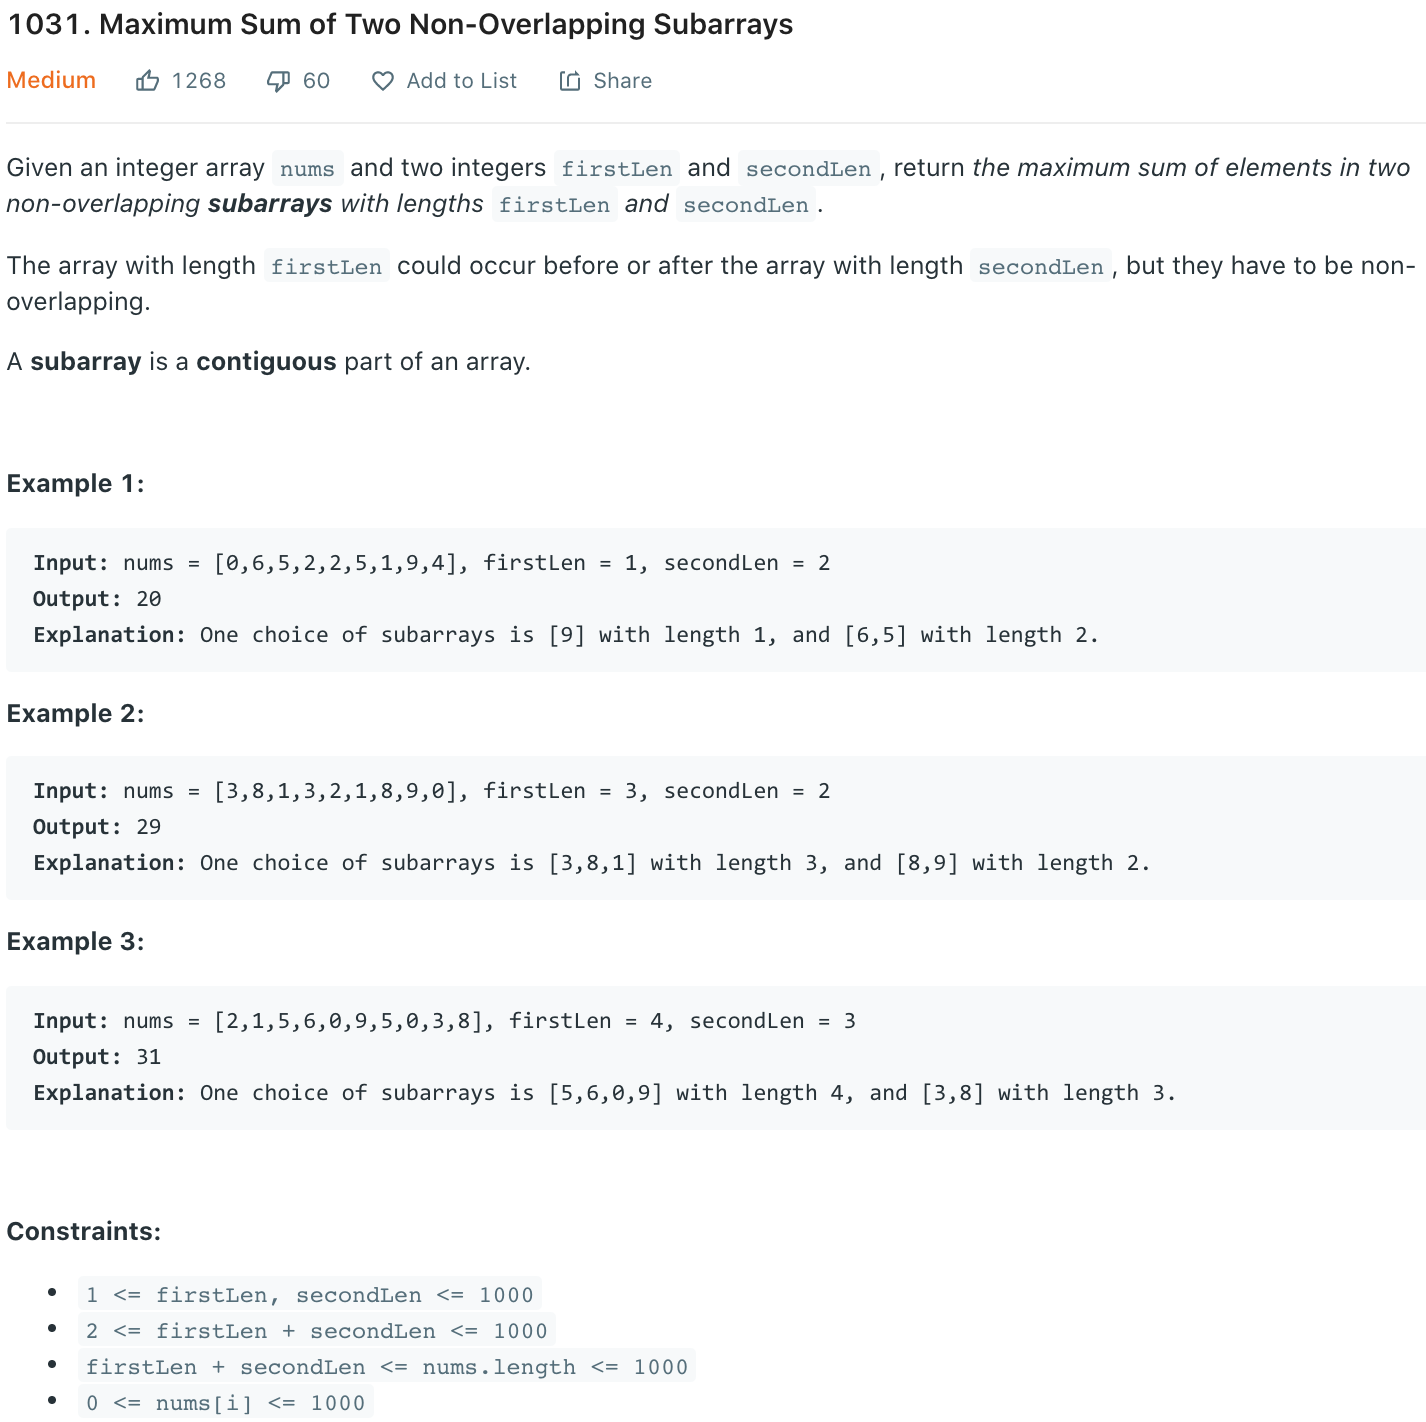 1031. Maximum Sum of Two Non-Overlapping Subarrays
Medium 1268 60 Add to List Share
Given an integer array nums and two integers firstLen and secondLen, return the maximum sum of elements in two
non-overlapping subarrays with lengths firstLen and secondLen.
The array with length firstLen could occur before or after the array with length secondLen, but they have to be non-
overlapping.
A subarray is a contiguous part of an array.
Example 1:
Input: nums = [0,6,5,2,2,5,1,9,4], firstLen = 1, secondLen = 2
Output: 20
Explanation: One choice of subarrays is [9] with length 1, and [6,5] with length 2.
Example 2:
Input: nums = [3,8,1,3,2,1,8,9,0], firstLen = 3, secondLen = 2
Output: 29
Explanation: One choice of subarrays is [3,8,1] with length 3, and [8,9] with length 2.
Example 3:
Input: nums = [2,1,5,6,0,9,5,0,3,8], firstLen = 4, secondLen = 3
Output: 31
Explanation: One choice of subarrays is [5,6,0,9] with length 4, and [3,8] with length 3.
Constraints:
• 1 <= firstLen, secondLen <= 1000
• 2 <= firstLen + secondLen <= 1000
• firstLen + secondLen <= nums.length <= 1000
• 0 <= nums[i] <= 1000